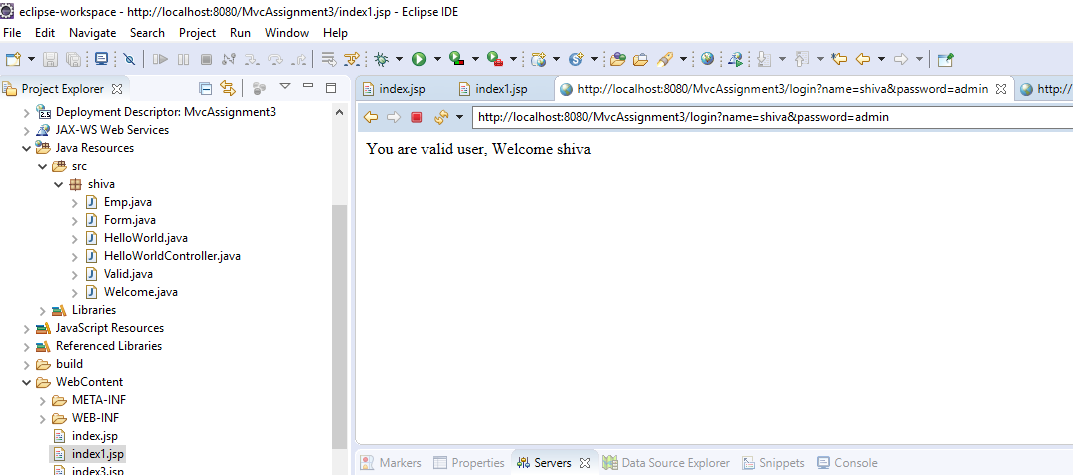 eclipse-workspace - http://localhost:8080/MvcAssignment3/index1.jsp - Eclipse IDE
File Edit Navigate Search Project Run Window Help
Project Explorer
Deployment Descriptor: MvcAssignment3
JAX-WS Web Services
Java Resources
src
shiva
Emp.java
Form.java
HelloWorld.java
HelloWorldController.java
Valid.java
Welcome.java
Libraries
JavaScript Resources
Referenced Libraries
build
WebContent
META-INF
WEB-INF
index.jsp
index1.jsp
index3.jsp
index.jsp index1.jsp http://localhost:8080/MvcAssignment3/login?name=shiva&password=admin http://
http://localhost:8080/MvcAssignment3/login?name=shiva&password=admin
You are valid user, Welcome shiva
Markers Properties Servers Data Source Explorer Snippets Console